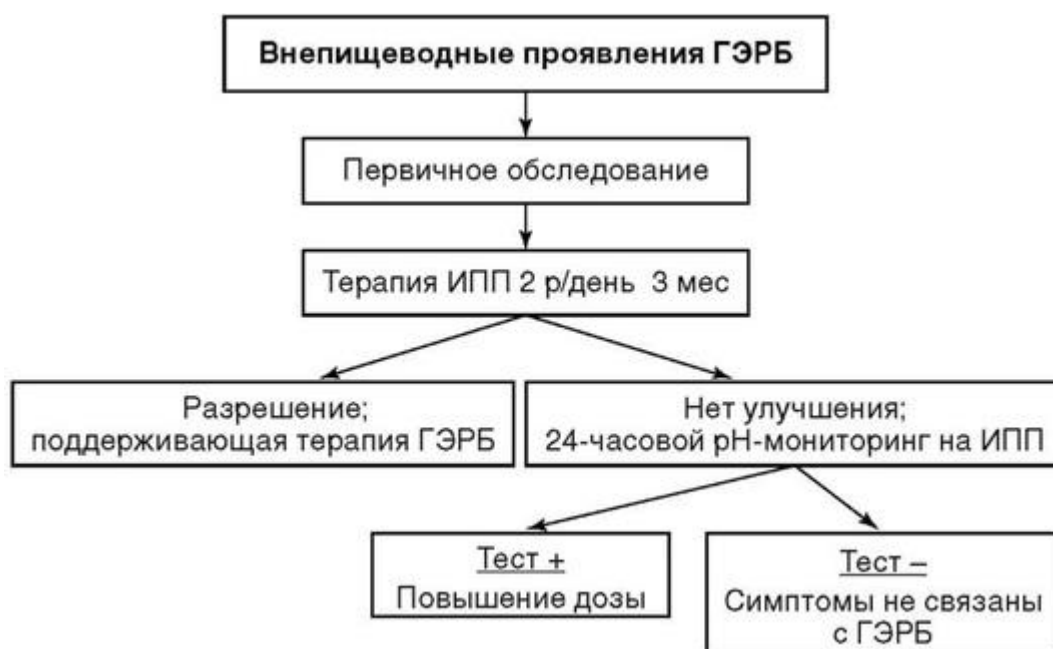 Внепищеводные проявления ГЭРБ
Первичное обследование
Терапия ИПП 2 р/день 3 мес
Разрешение;
поддерживающая терапия ГЭРБ
Нет улучшения;
24-часовой pH-мониторинг на ИПП
Тест +
Повышение дозы
Тест –
Симптомы не связаны
с ГЭРБ